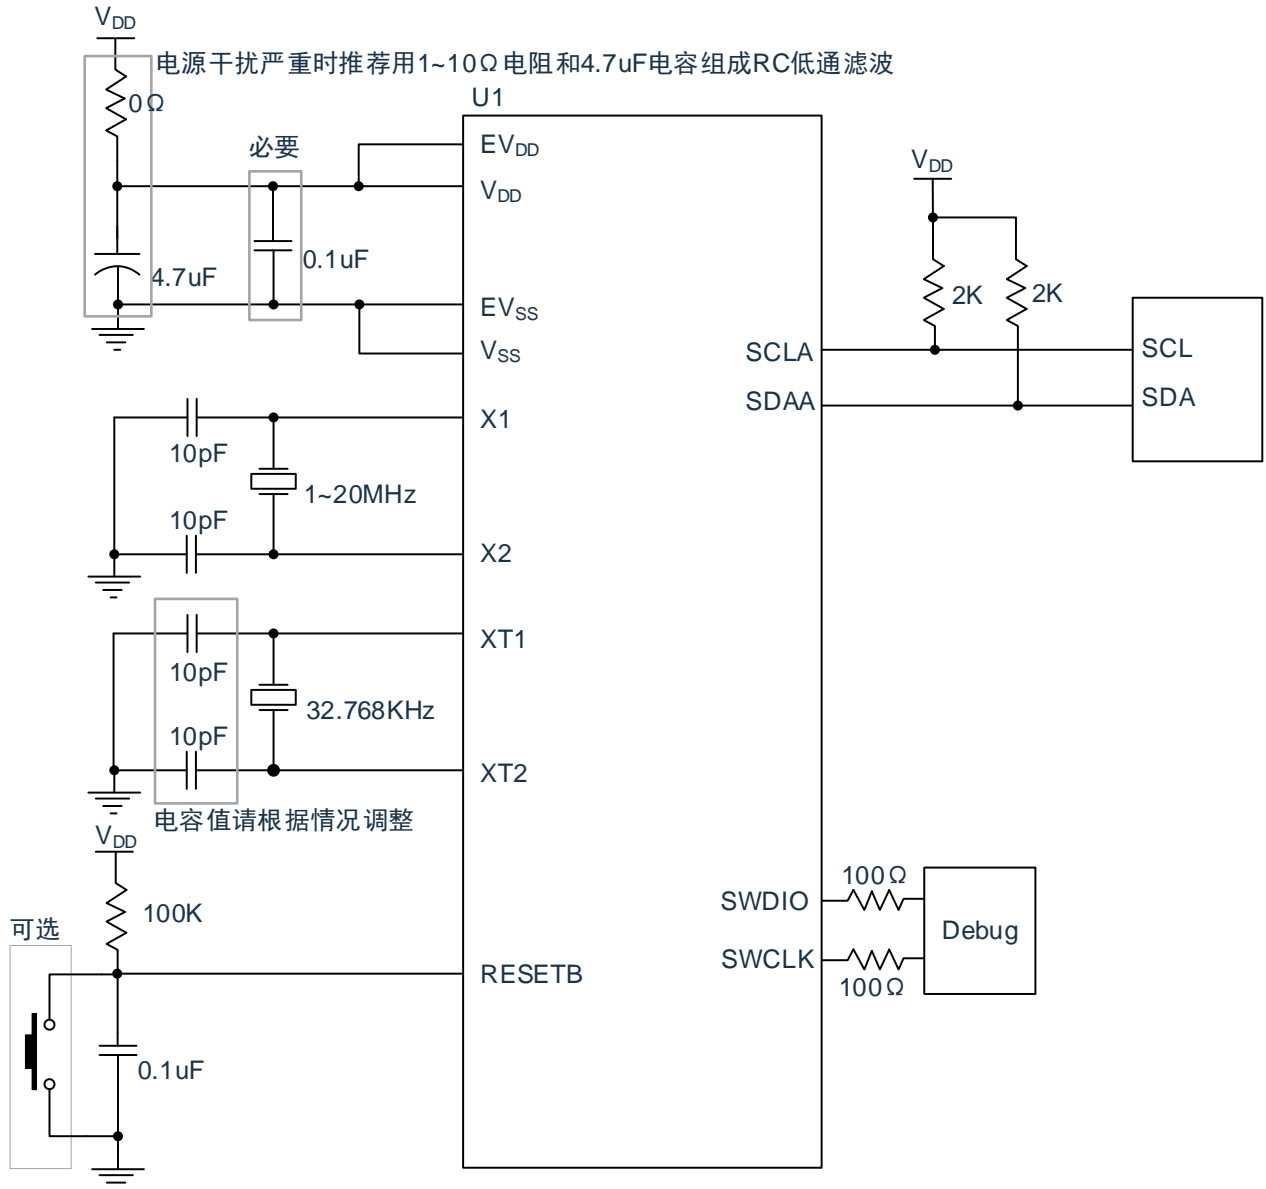 VDD
电源干扰严重时推荐用1~10Ω电阻和4.7uF电容组成RC低通滤波
0Ω
U1
必要
EVDD
VDD
VDD
0.1uF
4.7uF
EVSS
VSS
2K
2K
SCLA
SCL
SDAA
SDA
X1
10pF
1~20MHz
10pF
X2
XT1
10pF
32.768KHz
10pF
XT2
电容值请根据情况调整
VDD
100K
可选
RESETB
0.1uF
100Ω
SWDIO
Debug
SWCLK
100Ω